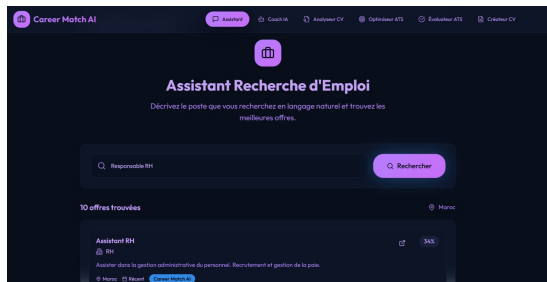 Career Match AI
Assistant
Coach IA
Analyseur CV
Optimiseur ATS
Évaluateur ATS
Créateur CV
Assistant Recherche d'Emploi
Décrivez le poste que vous recherchez en langage naturel et trouvez les
meilleures offres.
Responsable RH
Rechercher
10 offres trouvées
Maroc
Assistant RH
34%
RH
Assister dans la gestion administrative du personnel. Recrutement et gestion de la paie.
Maroc Récent Career Match AI